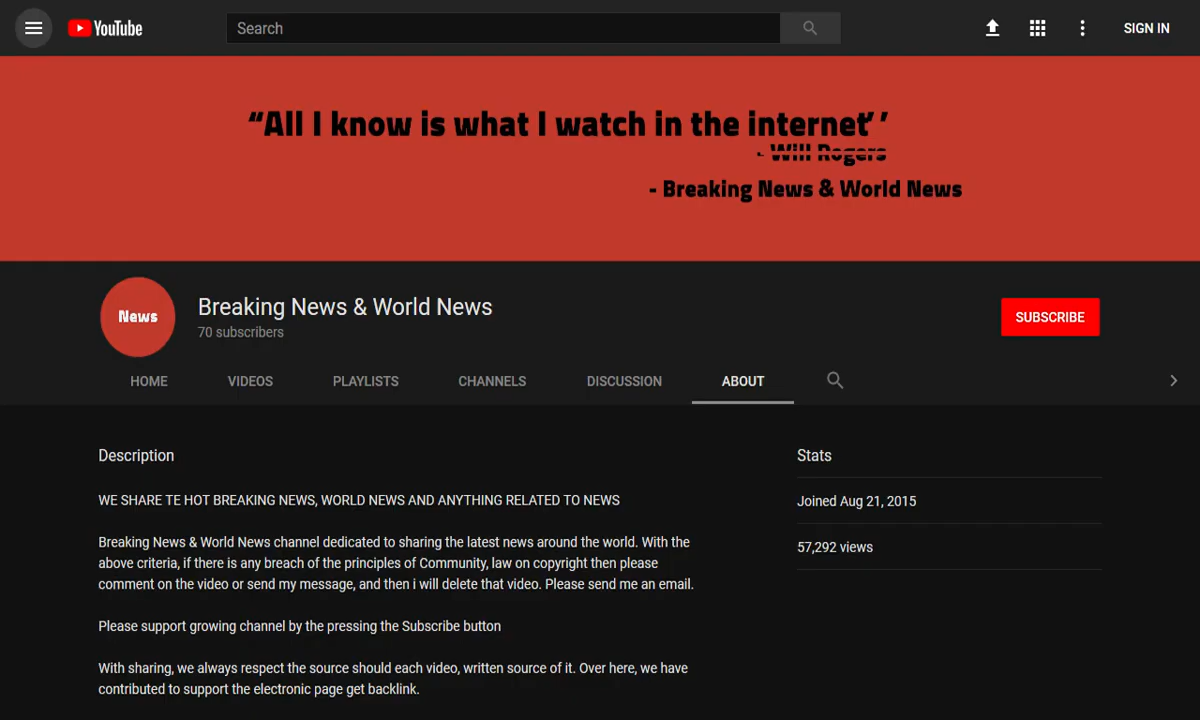 YouTube
Search
SIGN IN
“All I know is what I watch in the internet’’
- Will Rogers
- Breaking News & World News
News
Breaking News & World News
70 subscribers
SUBSCRIBE
HOME
VIDEOS
PLAYLISTS
CHANNELS
DISCUSSION
ABOUT
Description
WE SHARE TE HOT BREAKING NEWS, WORLD NEWS AND ANYTHING RELATED TO NEWS
Breaking News & World News channel dedicated to sharing the latest news around the world. With the
above criteria, if there is any breach of the principles of Community, law on copyright then please
comment on the video or send my message, and then i will delete that video. Please send me an email.
Please support growing channel by the pressing the Subscribe button
With sharing, we always respect the source should each video, written source of it. Over here, we have
contributed to support the electronic page get backlink.
Stats
Joined Aug 21, 2015
57,292 views